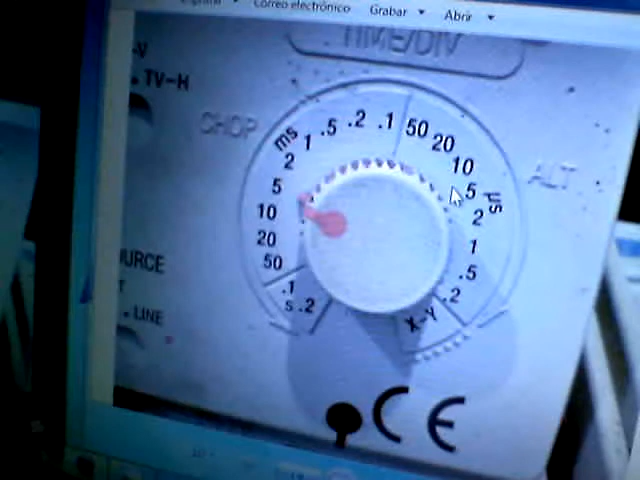 Correo electrónico Grabar Abrir
TIME/DIV
-V
TV-H
CHOP
ALT
ms
.5 .2 .1 50 20
1 10
2 5 µs
5 2
10 1
20 .5
50 .2
.1 X-Y
s .2
OURCE
T
LINE
CE